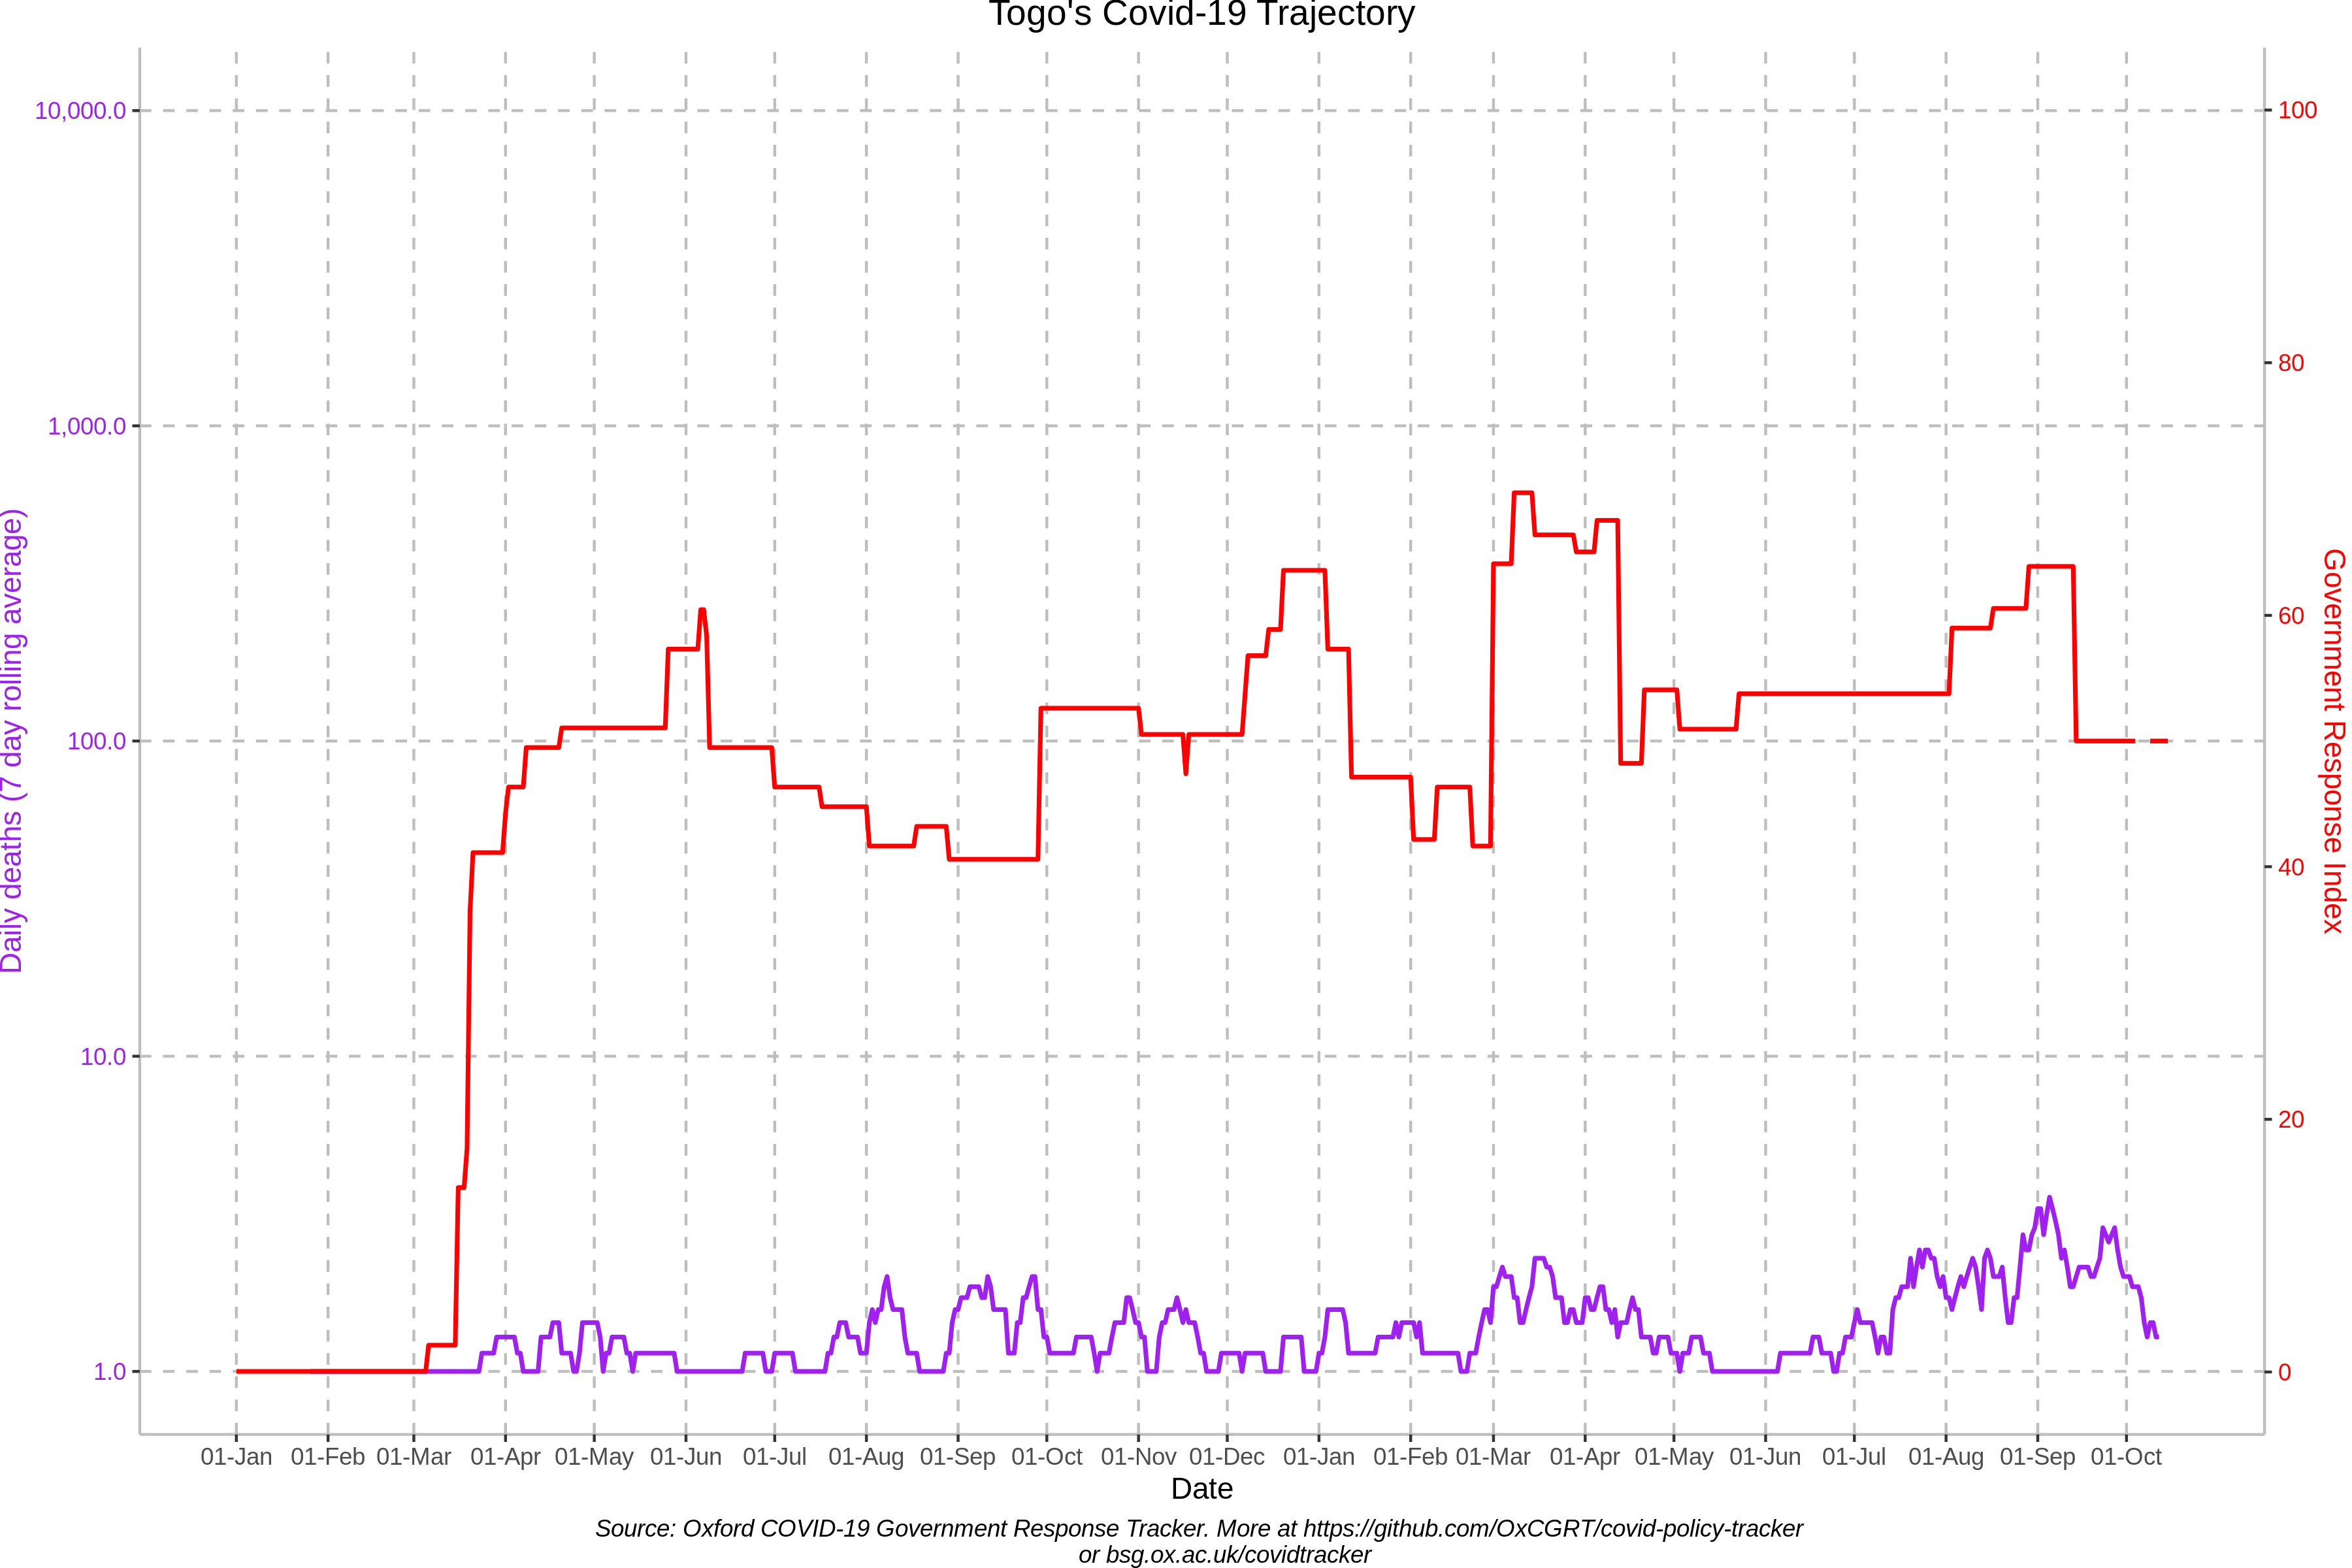 Togo's Covid-19 Trajectory
10,000.0
1,000.0
100.0
10.0
1.0
Daily deaths (7 day rolling average)
100
80
60
40
20
0
Government Response Index
01-Jan 01-Feb 01-Mar 01-Apr 01-May 01-Jun 01-Jul 01-Aug 01-Sep 01-Oct 01-Nov 01-Dec 01-Jan 01-Feb 01-Mar 01-Apr 01-May 01-Jun 01-Jul 01-Aug 01-Sep 01-Oct
Date
Source: Oxford COVID-19 Government Response Tracker. More at https://github.com/OxCGRT/covid-policy-tracker
or bsg.ox.ac.uk/covidtracker